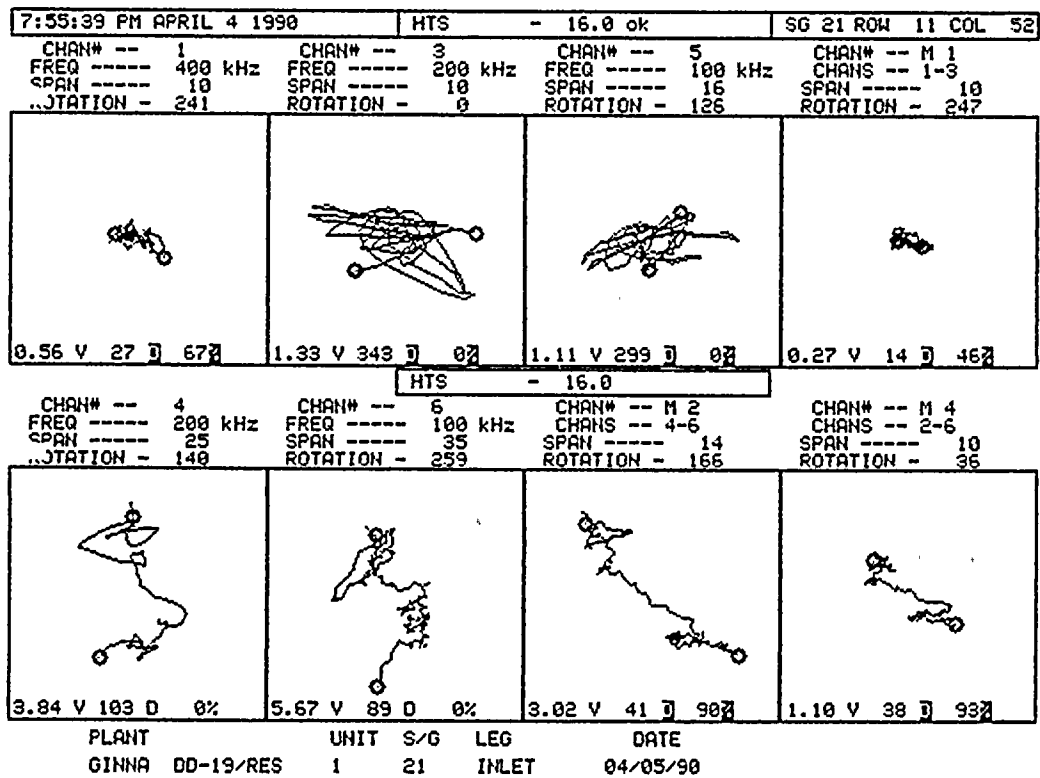 7:55:39 PM APRIL 4 1990 HTS - 16.0 ok SG 21 ROW 11 COL 52
CHAN# -- 1 CHAN# -- 3 CHAN# -- 5 CHAN# -- M 1
FREQ ----- 400 kHz FREQ ----- 200 kHz FREQ ----- 100 kHz CHANS -- 1-3
SPAN ----- 10 SPAN ----- 10 SPAN ----- 16 SPAN ----- 10
OTATION - 241 ROTATION - 0 ROTATION - 126 ROTATION - 247
0.56 V 27 D 67% 1.33 V 343 D 0% 1.11 V 299 D 0% 0.27 V 14 D 46%
HTS - 16.0
CHAN# -- 4 CHAN# -- 6 CHAN# -- M 2 CHAN# -- M 4
FREQ ----- 200 kHz FREQ ----- 100 kHz CHANS -- 4-6 CHANS -- 2-6
SPAN ----- 25 SPAN ----- 35 SPAN ----- 14 SPAN ----- 10
OTATION - 140 ROTATION - 259 ROTATION - 166 ROTATION - 36
3.84 V 103 D 0% 5.67 V 89 D 0% 3.02 V 41 D 90% 1.10 V 38 D 93%
PLANT UNIT S/G LEG DATE
GINNA DD-19/RES 1 21 INLET 04/05/90